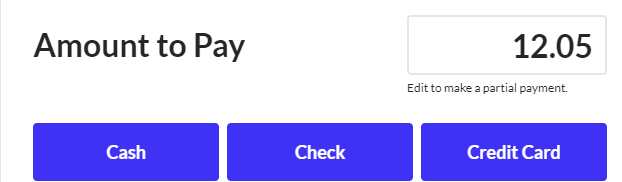 Amount to Pay 12.05
Edit to make a partial payment.
Cash Check Credit Card